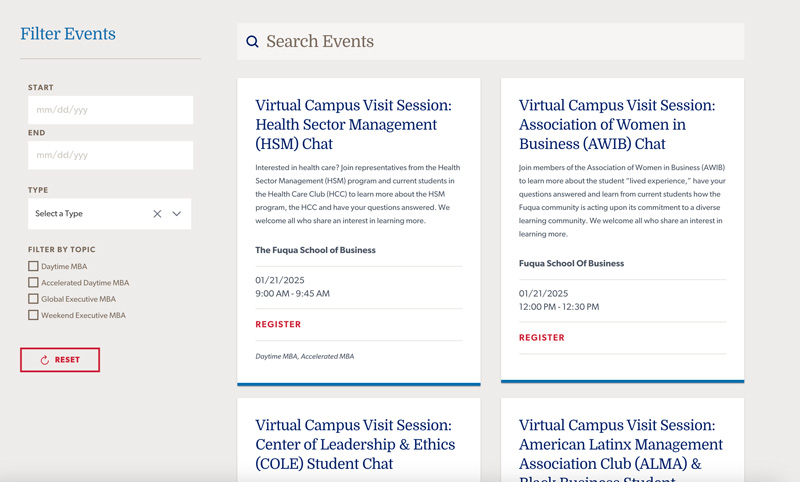 Filter Events
START
mm/dd/yyy
END
mm/dd/yyy
TYPE
Select a Type
FILTER BY TOPIC
Daytime MBA
Accelerated Daytime MBA
Global Executive MBA
Weekend Executive MBA
RESET
Search Events
Virtual Campus Visit Session:
Health Sector Management
(HSM) Chat
Interested in health care? Join representatives from the Health
Sector Management (HSM) program and current students in
the Health Care Club (HCC) to learn more about the HSM
program, the HCC and have your questions answered. We
welcome all who share an interest in learning more.
The Fuqua School of Business
01/21/2025
9:00 AM - 9:45 AM
REGISTER
Daytime MBA, Accelerated MBA
Virtual Campus Visit Session:
Association of Women in
Business (AWIB) Chat
Join members of the Association of Women in Business (AWIB)
to learn more about the student "lived experience," have your
questions answered and learn from current students how the
Fuqua community is acting upon its commitment to a diverse
learning community. We welcome all who share an interest in
learning more.
Fuqua School Of Business
01/21/2025
12:00 PM - 12:30 PM
REGISTER
Virtual Campus Visit Session:
Center of Leadership & Ethics
(COLE) Student Chat
Virtual Campus Visit Session:
American Latinx Management
Association Club (ALMA) &
Black Business Student